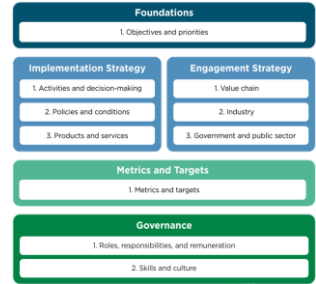 Foundations
1. Objectives and priorities
Implementation Strategy
1. Activities and decision-making
2. Policies and conditions
3. Products and services
Engagement Strategy
1. Value chain
2. Industry
3. Government and public sector
Metrics and Targets
1. Metrics and targets
Governance
1. Roles, responsibilities, and remuneration
2. Skills and culture